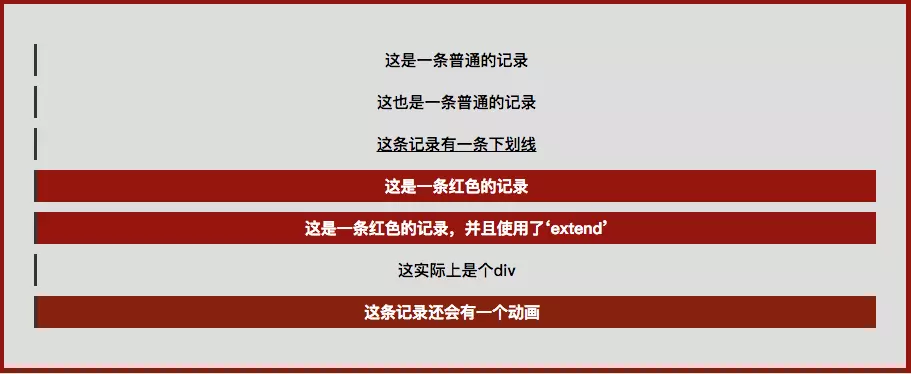 这是一条普通的记录
这也是一条普通的记录
这条记录有一条下划线
这是一条红色的记录
这是一条红色的记录，并且使用了‘extend’
这实际上是个div
这条记录还会有一个动画